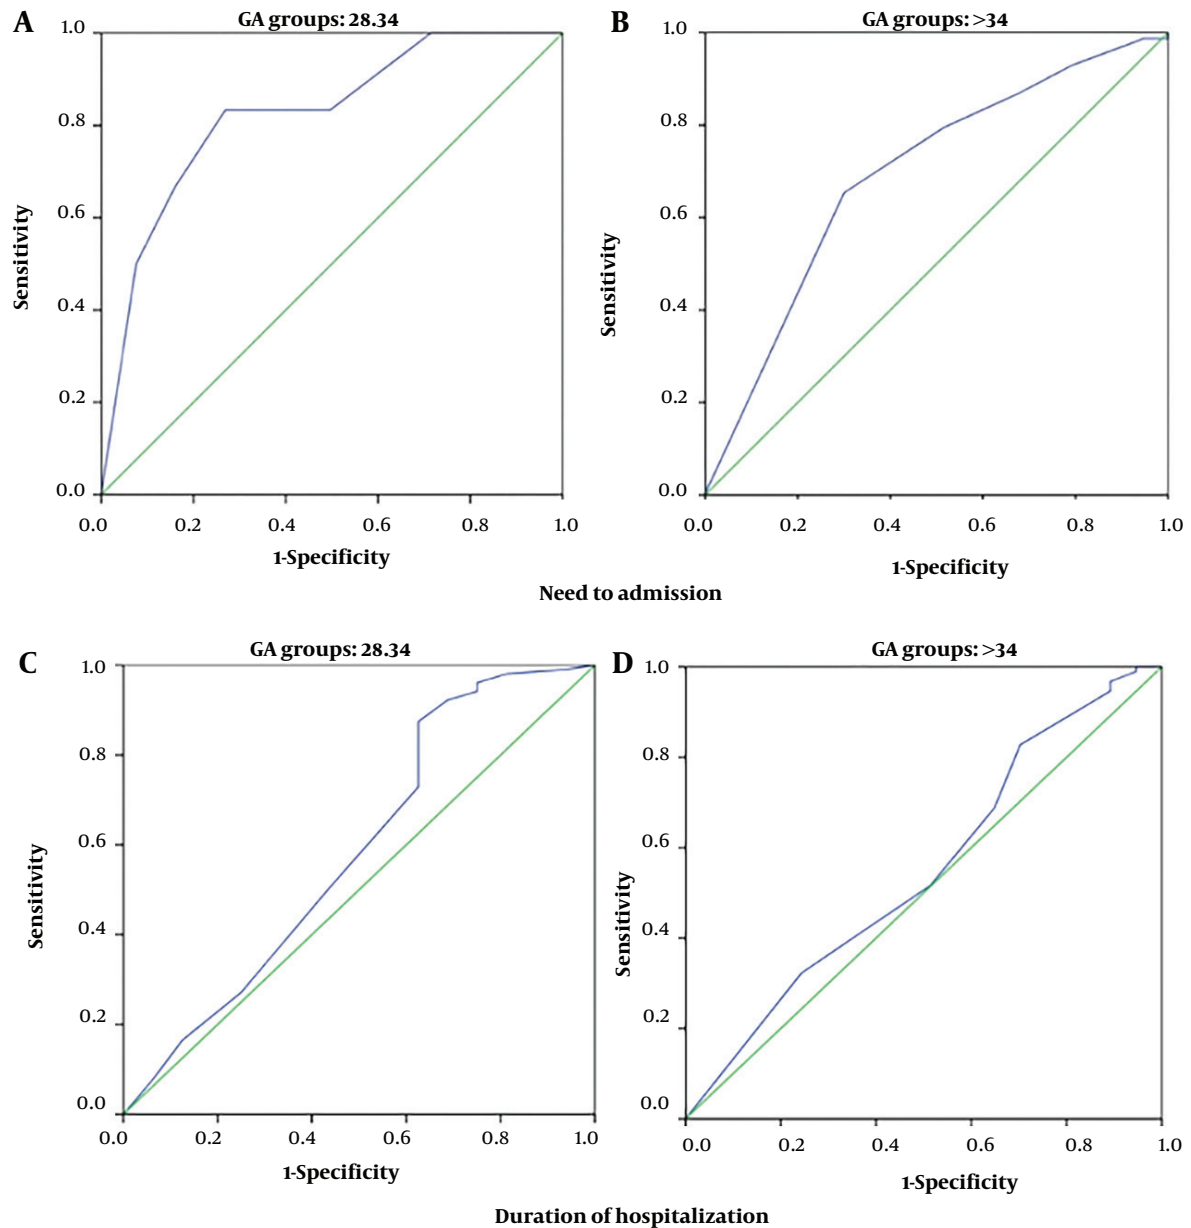 A
GA groups: 28.34
1.0
0.8
0.6
0.4
0.2
0.0
Sensitivity
0.0 0.2 0.4 0.6 0.8 1.0
1-Specificity
B
GA groups: >34
1.0
0.8
0.6
0.4
0.2
0.0
Sensitivity
0.0 0.2 0.4 0.6 0.8 1.0
1-Specificity
Need to admission
C
GA groups: 28.34
1.0
0.8
0.6
0.4
0.2
0.0
Sensitivity
0.0 0.2 0.4 0.6 0.8 1.0
1-Specificity
D
GA groups: >34
1.0
0.8
0.6
0.4
0.2
0.0
Sensitivity
0.0 0.2 0.4 0.6 0.8 1.0
1-Specificity
Duration of hospitalization